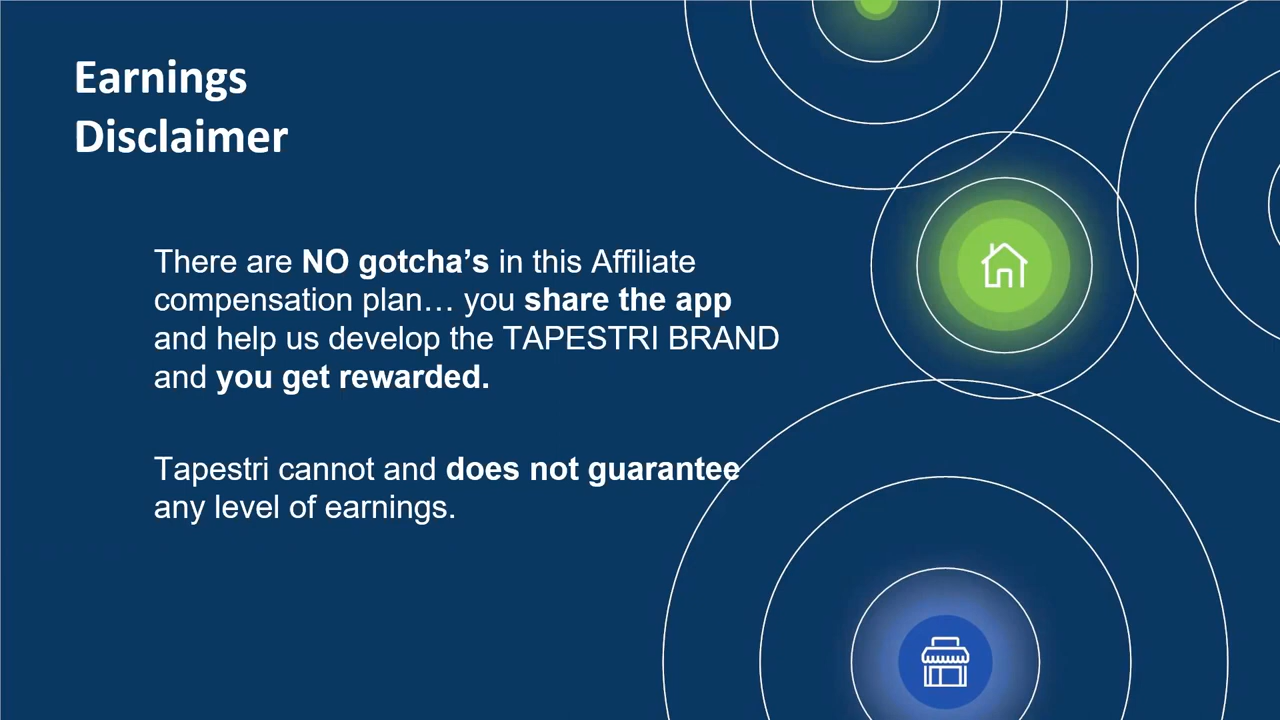 Earnings
Disclaimer
There are NO gotcha’s in this Affiliate
compensation plan… you share the app
and help us develop the TAPESTRI BRAND
and you get rewarded.
Tapestri cannot and does not guarantee
any level of earnings.